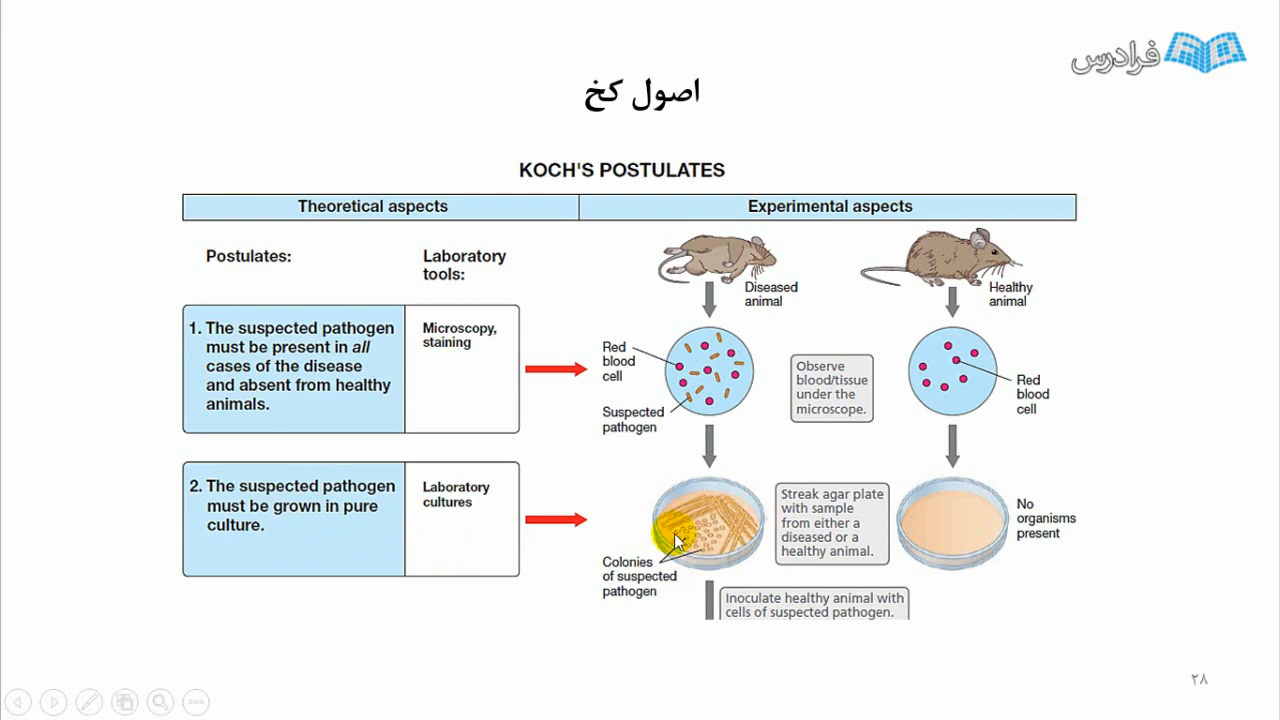 فرادرس
اصول کخ
KOCH'S POSTULATES
Theoretical aspects
Experimental aspects
Postulates:
Laboratory
tools:
Diseased
animal
Healthy
animal
1. The suspected pathogen
must be present in all
cases of the disease
and absent from healthy
animals.
Microscopy,
staining
Red
blood
cell
Suspected
pathogen
Observe
blood/tissue
under the
microscope.
Red
blood
cell
2. The suspected pathogen
must be grown in pure
culture.
Laboratory
cultures
Colonies
of suspected
pathogen
Streak agar plate
with sample
from either a
diseased or a
healthy animal.
No
organisms
present
Inoculate healthy animal with
cells of suspected pathogen.
۲۸